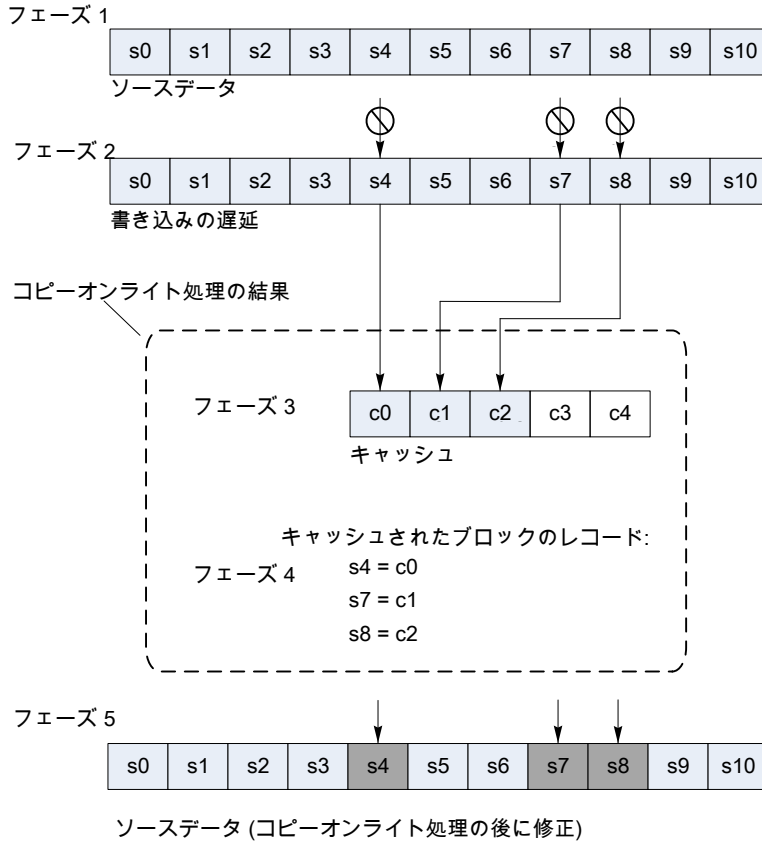 フェーズ 1
s0 s1 s2 s3 s4 s5 s6 s7 s8 s9 s10
ソースデータ
フェーズ 2
s0 s1 s2 s3 s4 s5 s6 s7 s8 s9 s10
書き込みの遅延
コピーオンライト処理の結果
フェーズ 3
c0 c1 c2 c3 c4
キャッシュ
キャッシュされたブロックのレコード:
フェーズ 4
s4 = c0
s7 = c1
s8 = c2
フェーズ 5
s0 s1 s2 s3 s4 s5 s6 s7 s8 s9 s10
ソースデータ (コピーオンライト処理の後に修正)